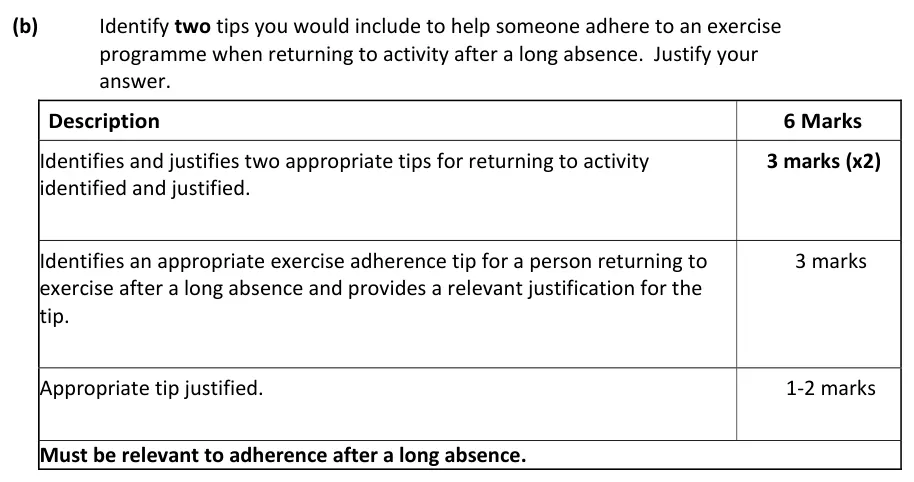 (b) Identify two tips you would include to help someone adhere to an exercise
programme when returning to activity after a long absence. Justify your
answer.
Description 6 Marks
Identifies and justifies two appropriate tips for returning to activity 3 marks (x2)
identified and justified.
Identifies an appropriate exercise adherence tip for a person returning to 3 marks
exercise after a long absence and provides a relevant justification for the
tip.
Appropriate tip justified. 1-2 marks
Must be relevant to adherence after a long absence.